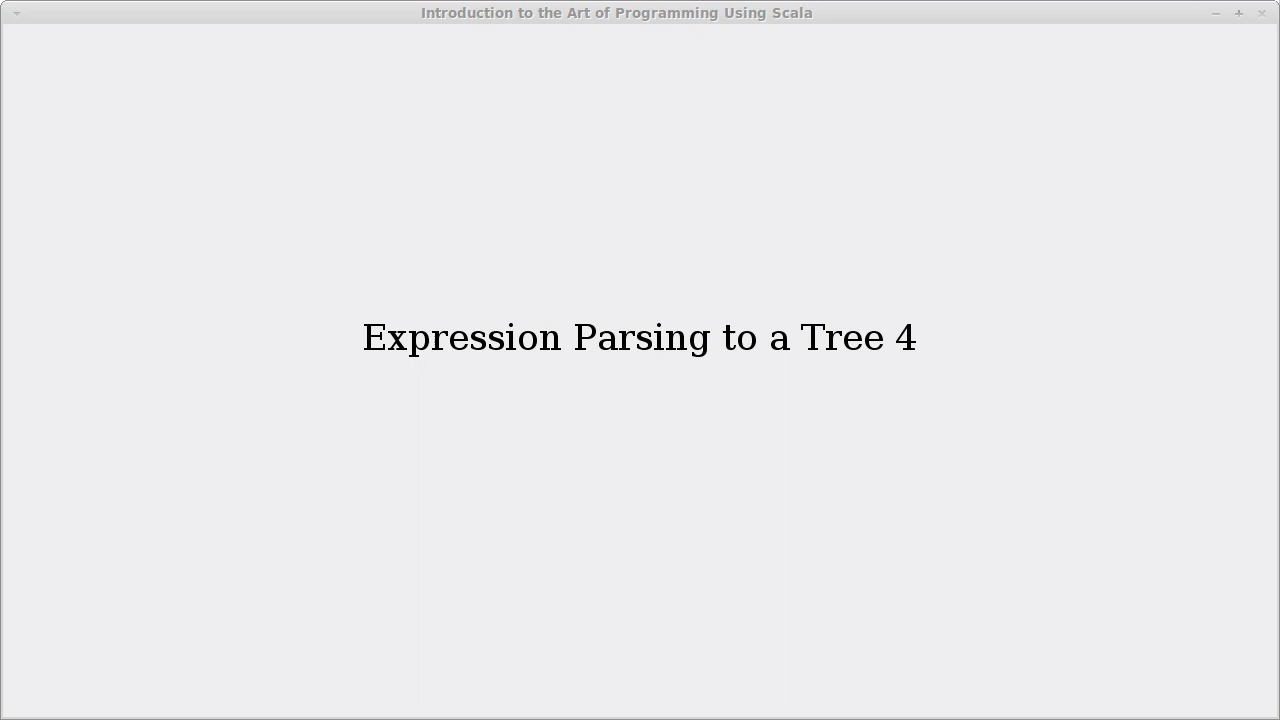 Introduction to the Art of Programming Using Scala
Expression Parsing to a Tree 4